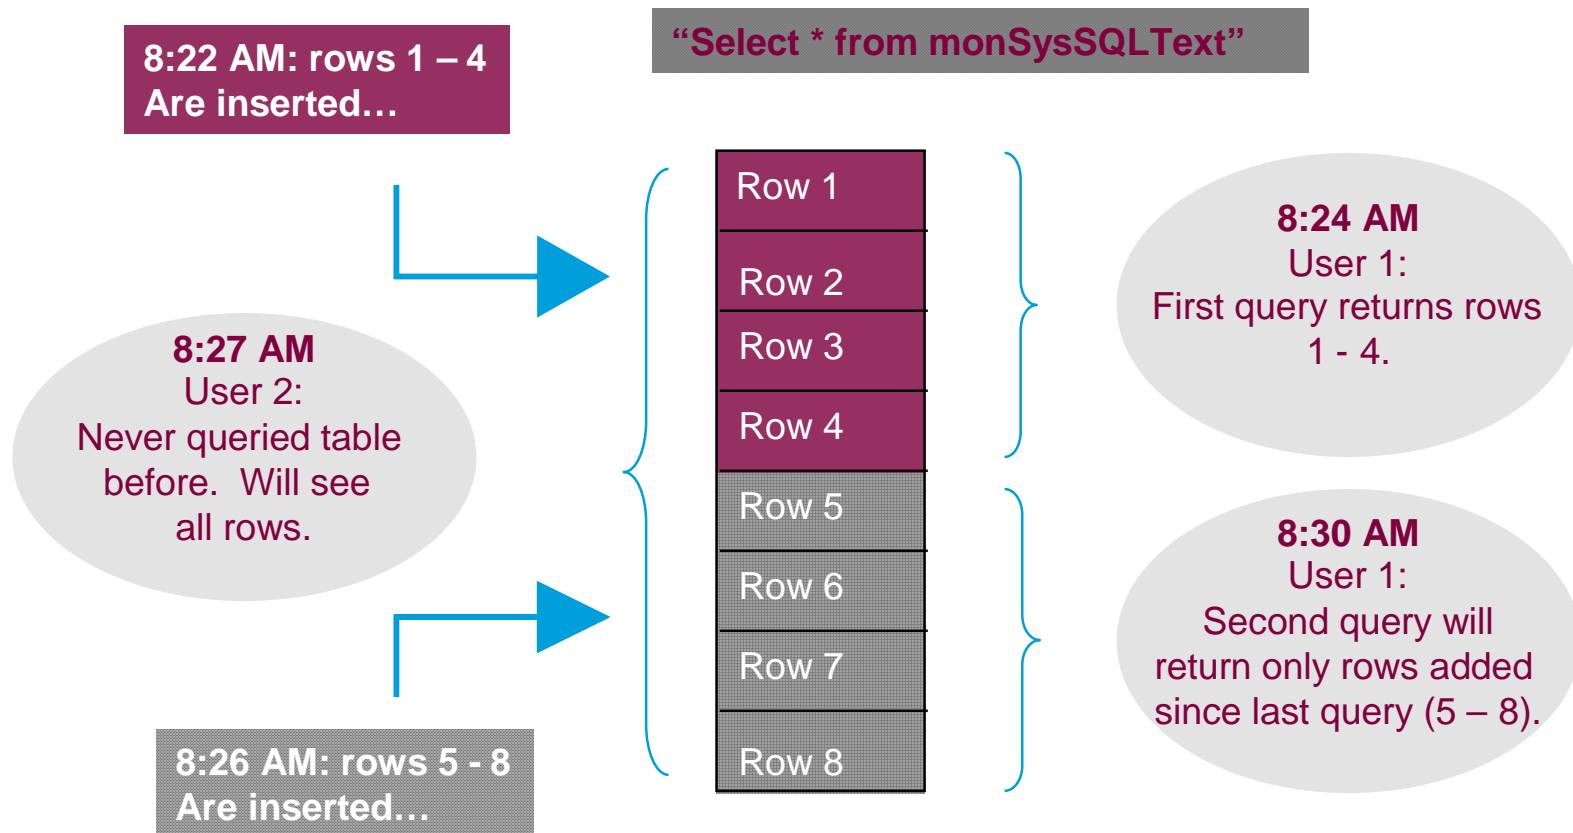 8:22 AM: rows 1 – 4
Are inserted…
“Select * from monSysSQLText”
Row 1
Row 2
Row 3
Row 4
Row 5
Row 6
Row 7
Row 8
8:24 AM
User 1:
First query returns rows
1 - 4.
8:27 AM
User 2:
Never queried table
before. Will see
all rows.
8:30 AM
User 1:
Second query will
return only rows added
since last query (5 – 8).
8:26 AM: rows 5 - 8
Are inserted…